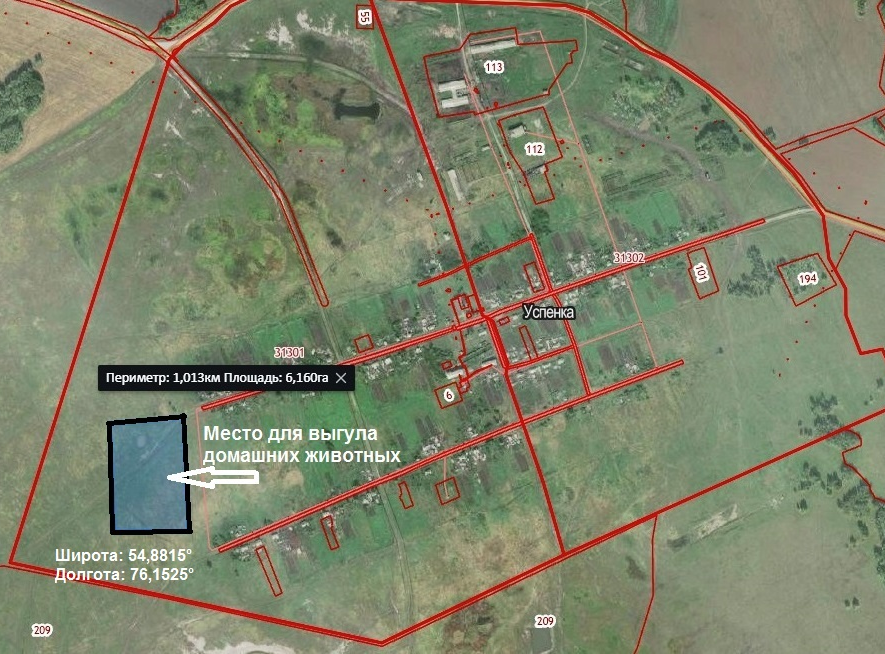 55
113
112
31302
101
194
Успенка
31301
Периметр: 1,013км Площадь: 6,160га
6
Место для выгула
домашних животных
Широта: 54,8815°
Долгота: 76,1525°
209
209